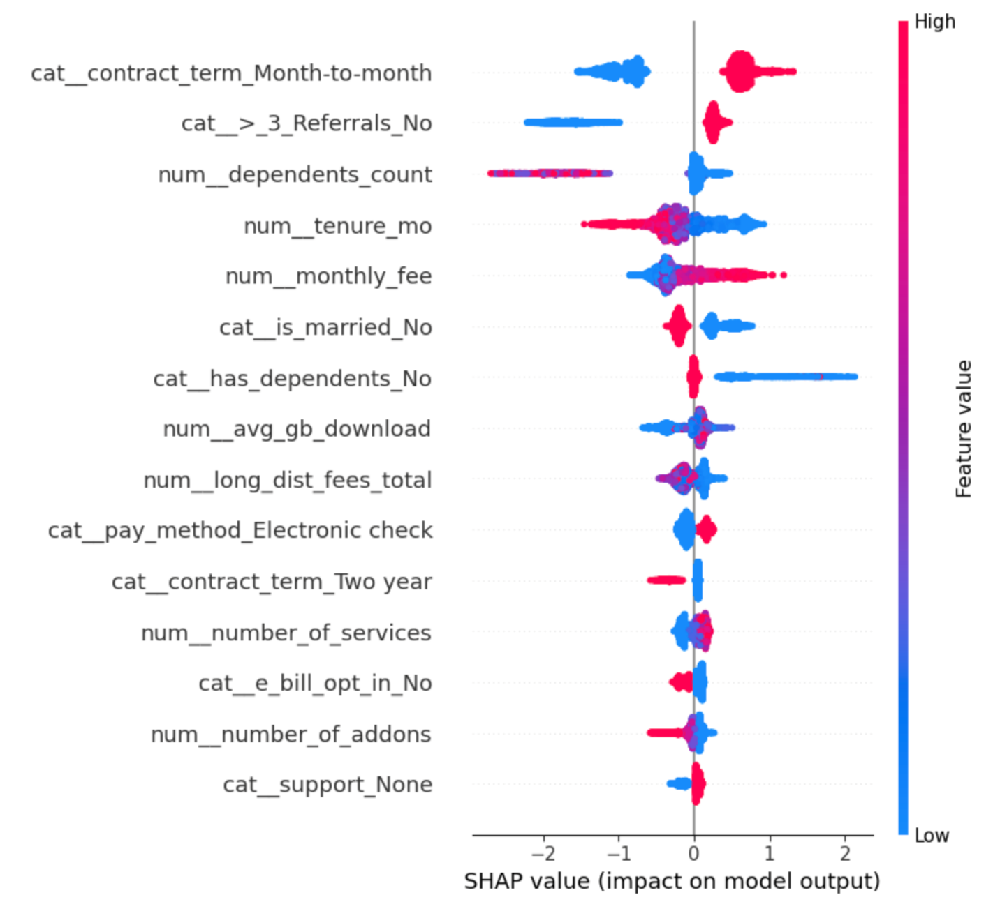 High
cat__contract_term_Month-to-month
cat__>_3_Referrals_No
num__dependents_count
num__tenure_mo
num__monthly_fee
cat__is_married_No
cat__has_dependents_No
num__avg_gb_download
num__long_dist_fees_total
cat__pay_method_Electronic check
cat__contract_term_Two year
num__number_of_services
cat__e_bill_opt_in_No
num__number_of_addons
cat__support_None
Feature value
Low
−2 −1 0 1 2
SHAP value (impact on model output)